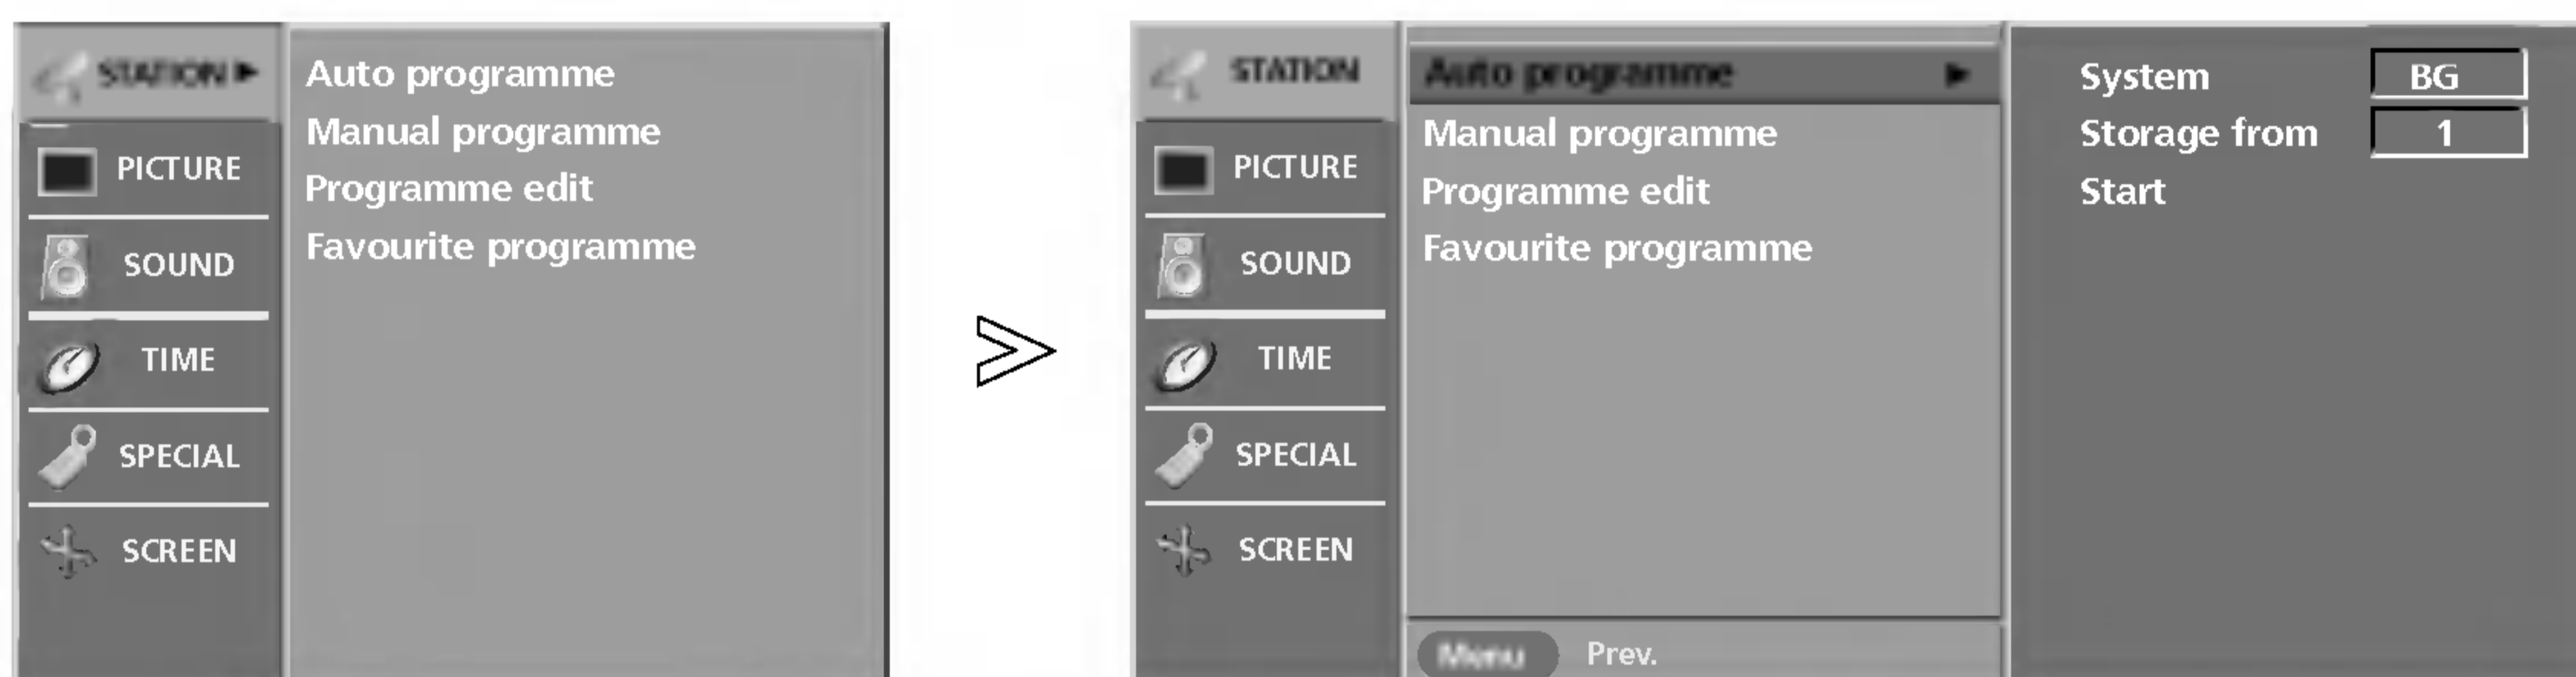 STATION
Auto programme
Manual programme
Programme edit
Favourite programme
PICTURE
SOUND
TIME
SPECIAL
SCREEN
STATION
PICTURE
SOUND
TIME
SPECIAL
SCREEN
Auto programme
Manual programme
Programme edit
Favourite programme
Menu Prev.
System BG
Storage from 1
Start